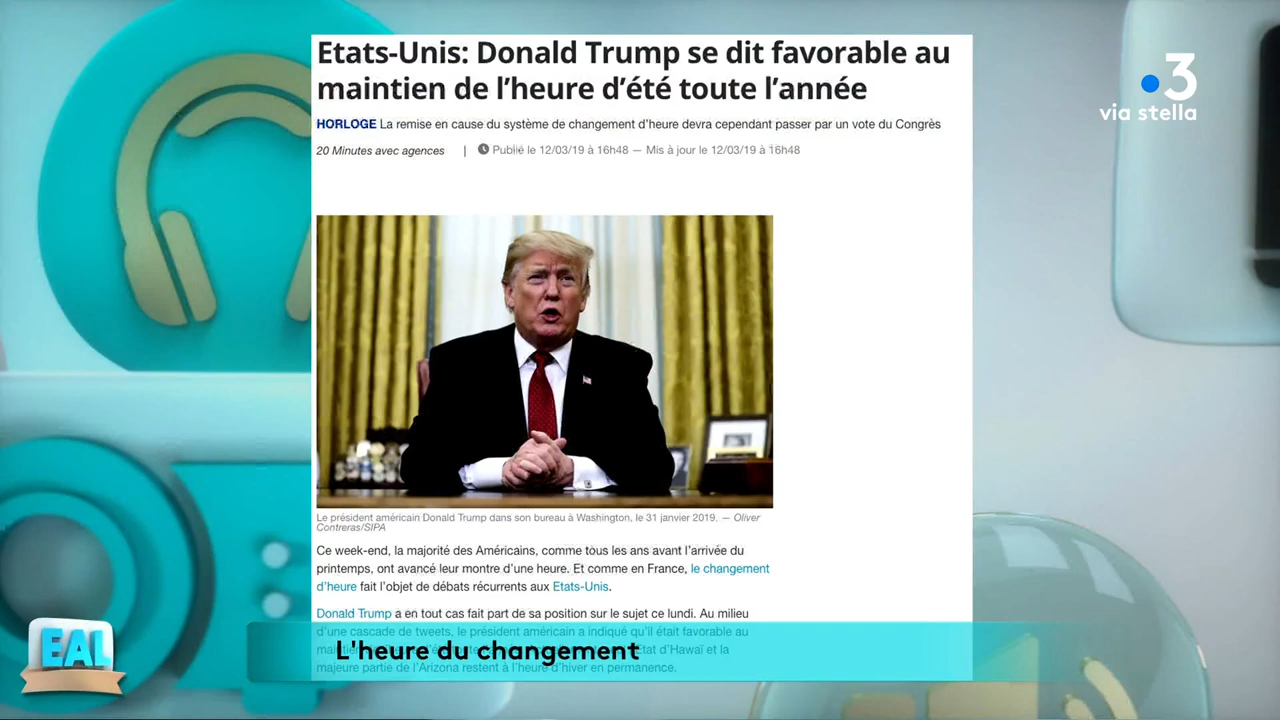 Etats-Unis: Donald Trump se dit favorable au
maintien de l'heure d'été toute l'année
HORLOGE La remise en cause du système de changement d'heure devra cependant passer par un vote du Congrès
20 Minutes avec agences | Publié le 12/03/19 à 16h48 — Mis à jour le 12/03/19 à 16h48
3
via stella
Le président américain Donald Trump dans son bureau à Washington, le 31 janvier 2019. — Oliver
Contreras/SIPA
Ce week-end, la majorité des Américains, comme tous les ans avant l'arrivée du
printemps, ont avancé leur montre d'une heure. Et comme en France, le changement
d'heure fait l'objet de débats récurrents aux Etats-Unis.
Donald Trump a en tout cas fait part de sa position sur le sujet ce lundi. Au milieu
d'une cascade de tweets, le président américain a indiqué qu'il était favorable au
d'Hawaï et la
majeure partie de l'Arizona restent à l'heure d'hiver en permanence.
L'heure du changement
EAL